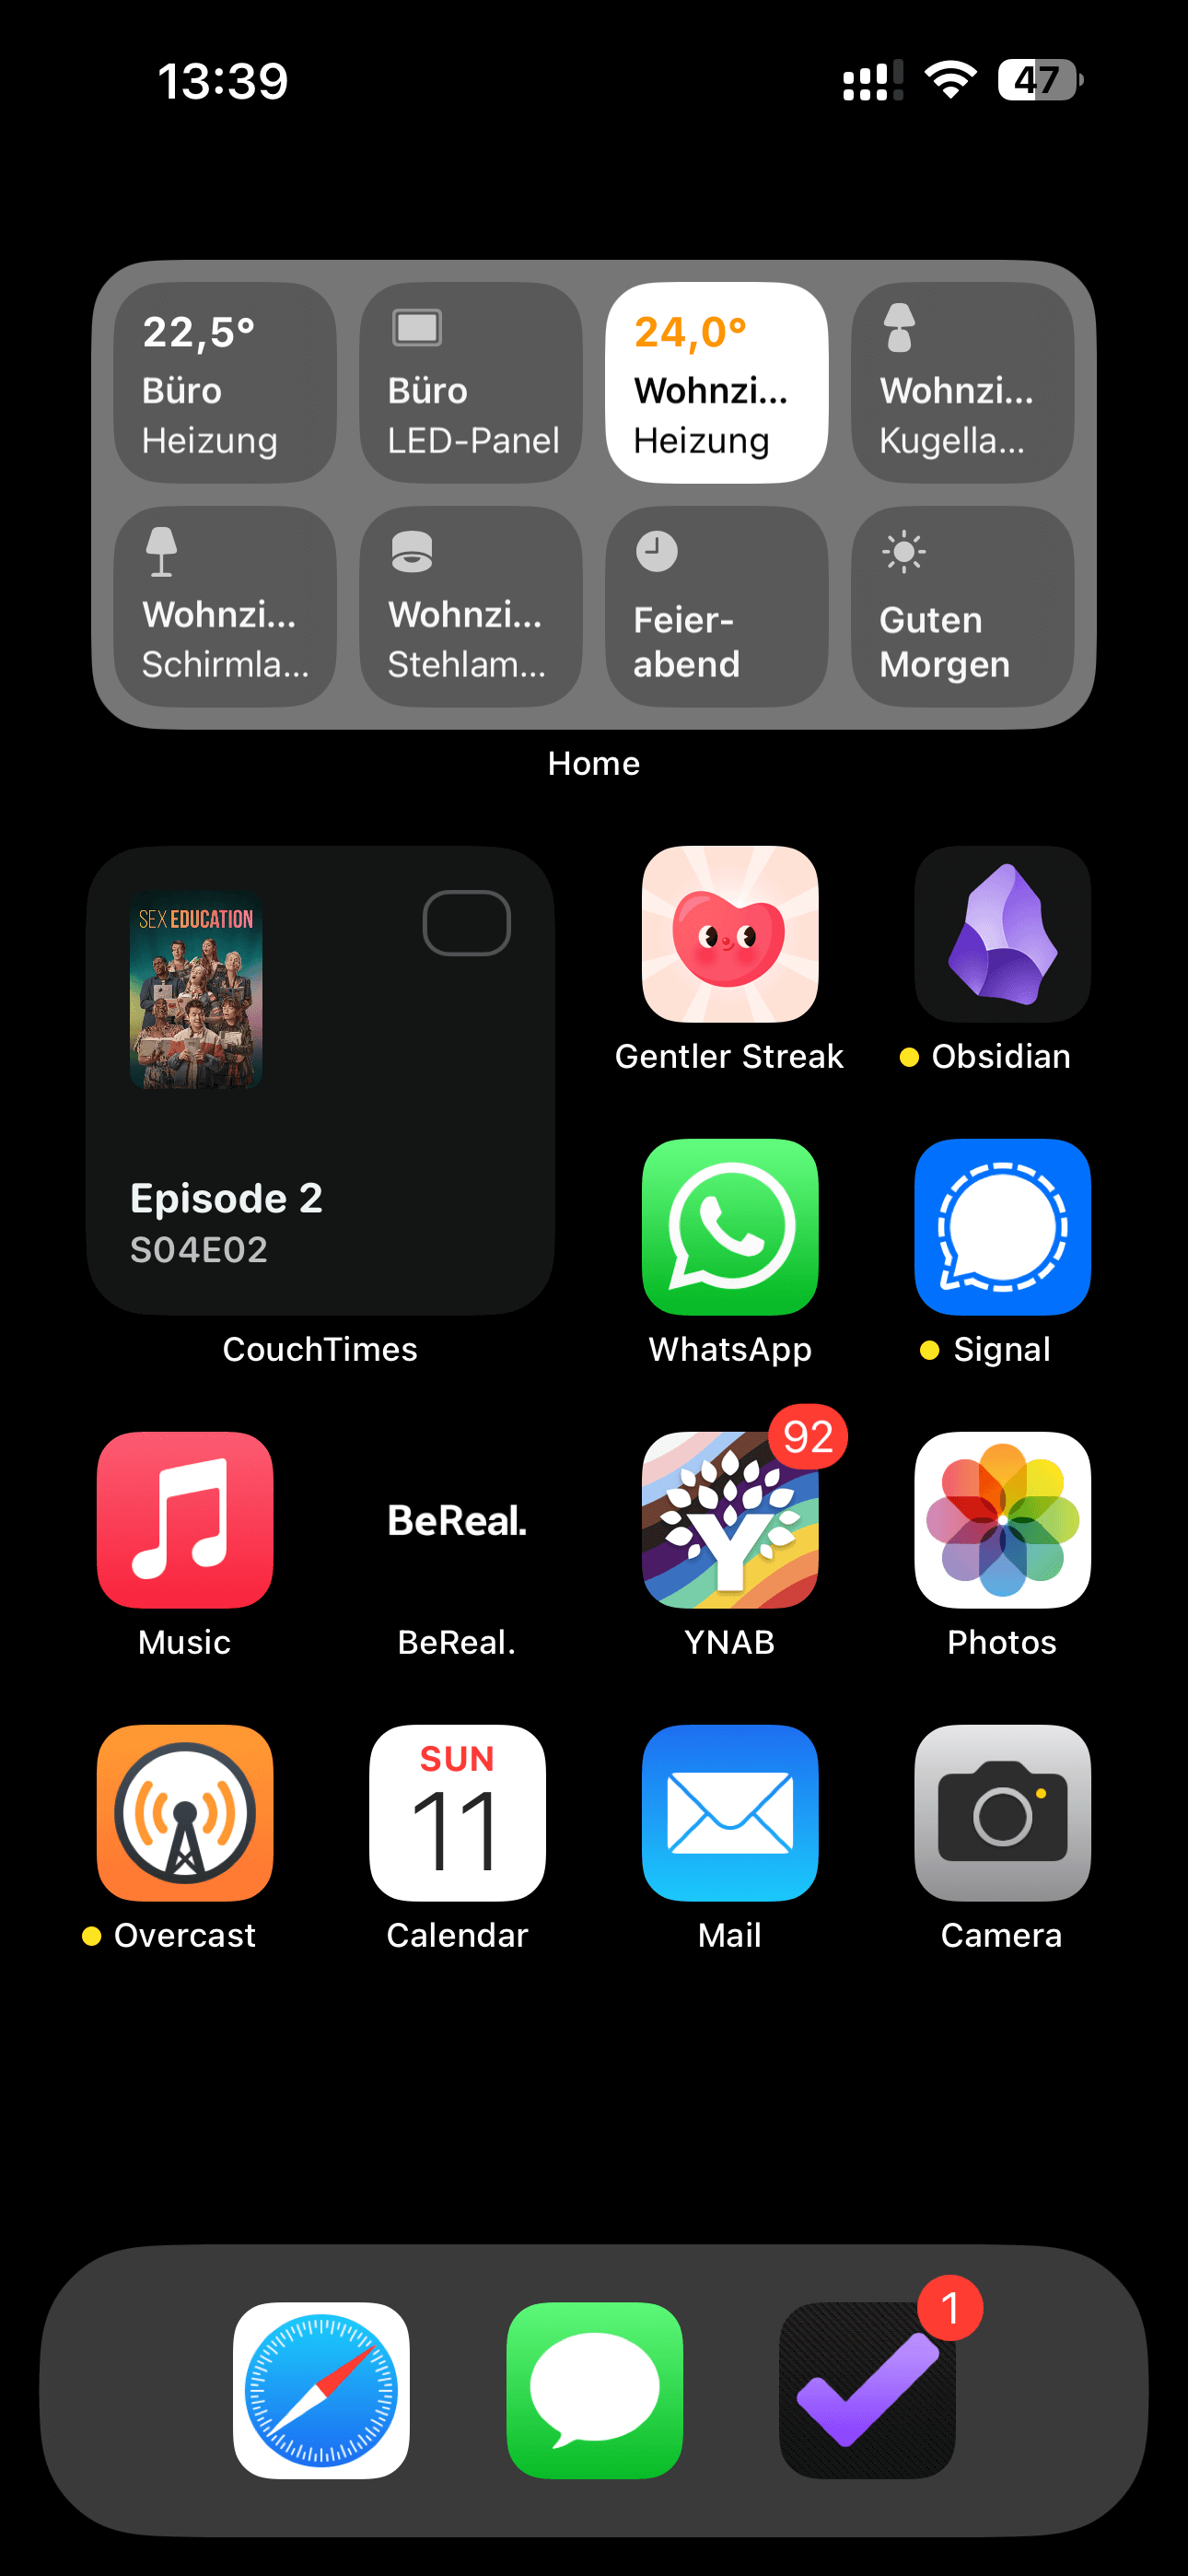 13:39
47
22,5°
Büro
Heizung
Büro
LED-Panel
24,0°
Wohnzi...
Heizung
Wohnzi...
Kugella...
Wohnzi...
Schirmla...
Wohnzi...
Stehlam...
Feier-
abend
Guten
Morgen
Home
SEX EDUCATION
Episode 2
S04E02
CouchTimes
Gentler Streak
Obsidian
WhatsApp
Signal
Music
BeReal.
BeReal.
92
Y
YNAB
Photos
Overcast
SUN
11
Calendar
Mail
Camera
1